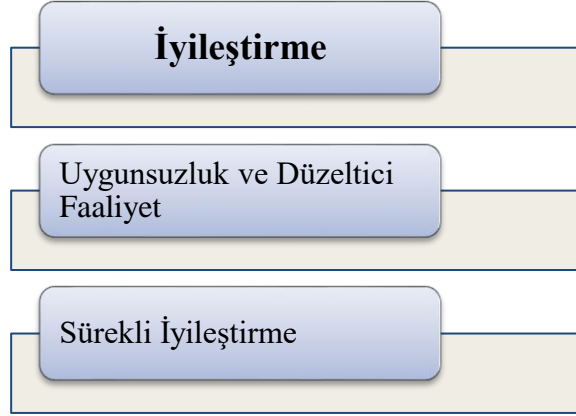 İyileştirme
Uygunsuzluk ve Düzeltici
Faaliyet
Sürekli İyileştirme